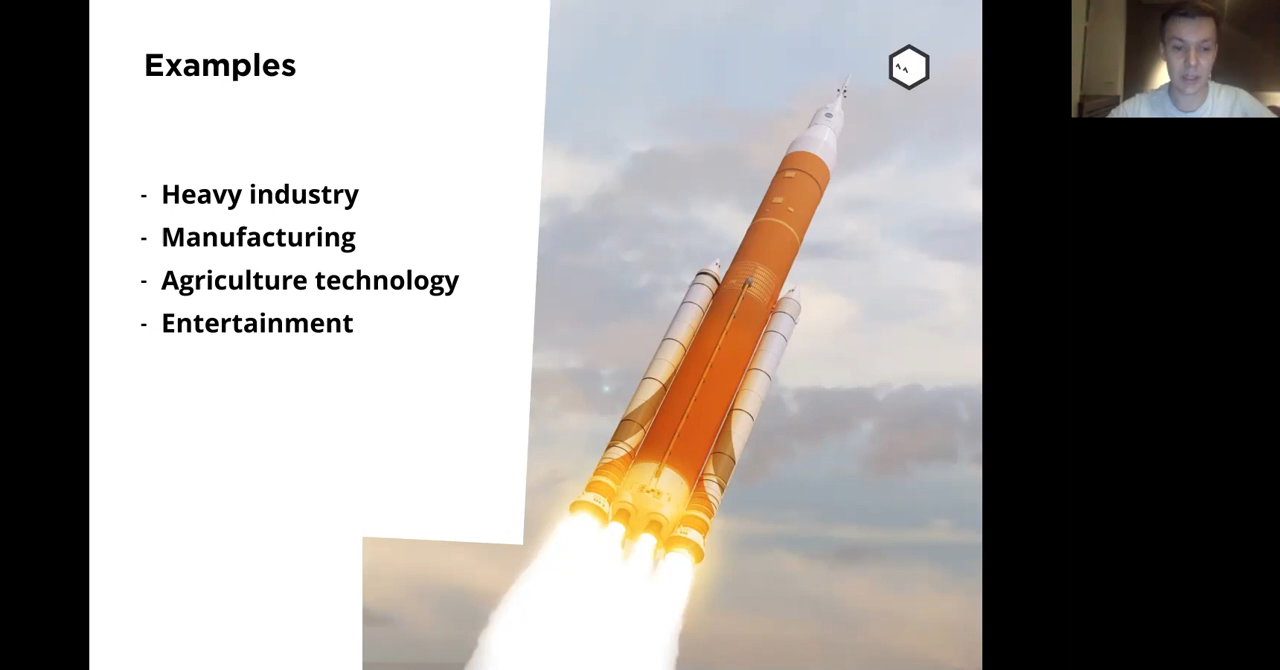 Examples
- Heavy industry
- Manufacturing
- Agriculture technology
- Entertainment